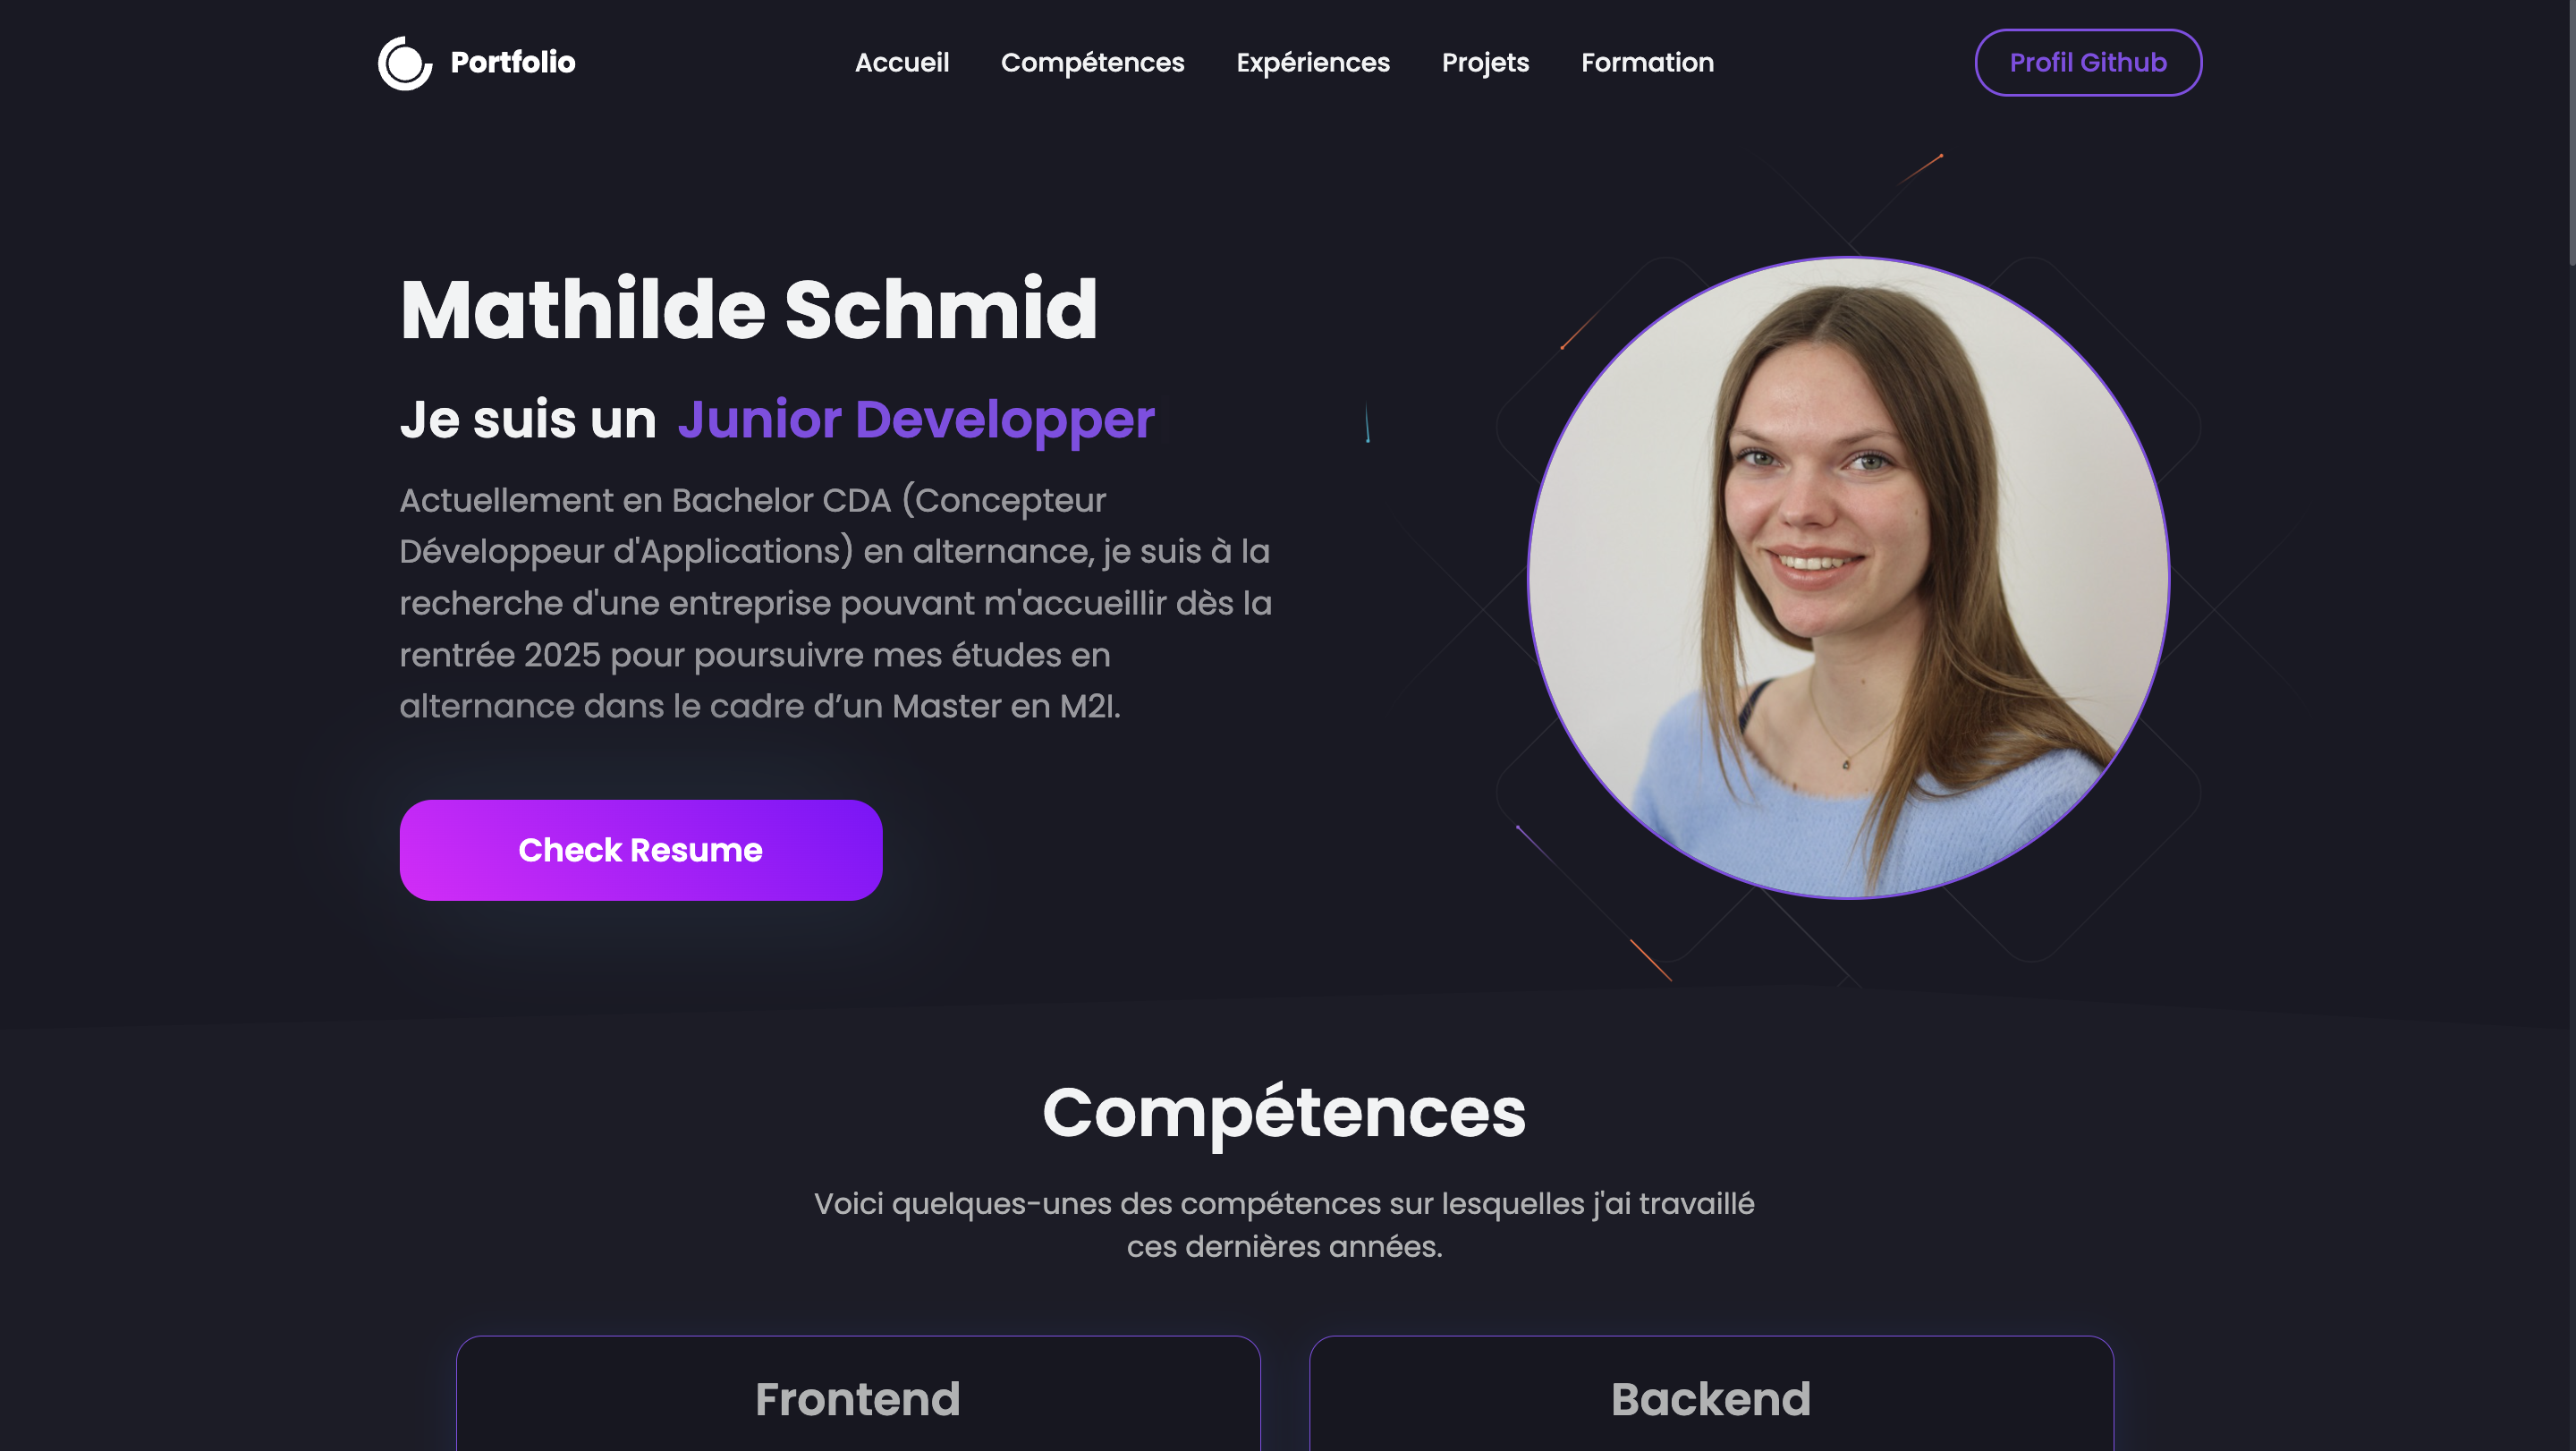 Portfolio
Accueil
Compétences
Expériences
Projets
Formation
Profil Github
Mathilde Schmid
Je suis un Junior Developper
Actuellement en Bachelor CDA (Concepteur
Développeur d'Applications) en alternance, je suis à la
recherche d'une entreprise pouvant m'accueillir dès la
rentrée 2025 pour poursuivre mes études en
alternance dans le cadre d’un Master en M2I.
Check Resume
Compétences
Voici quelques-unes des compétences sur lesquelles j'ai travaillé
ces dernières années.
Frontend
Backend